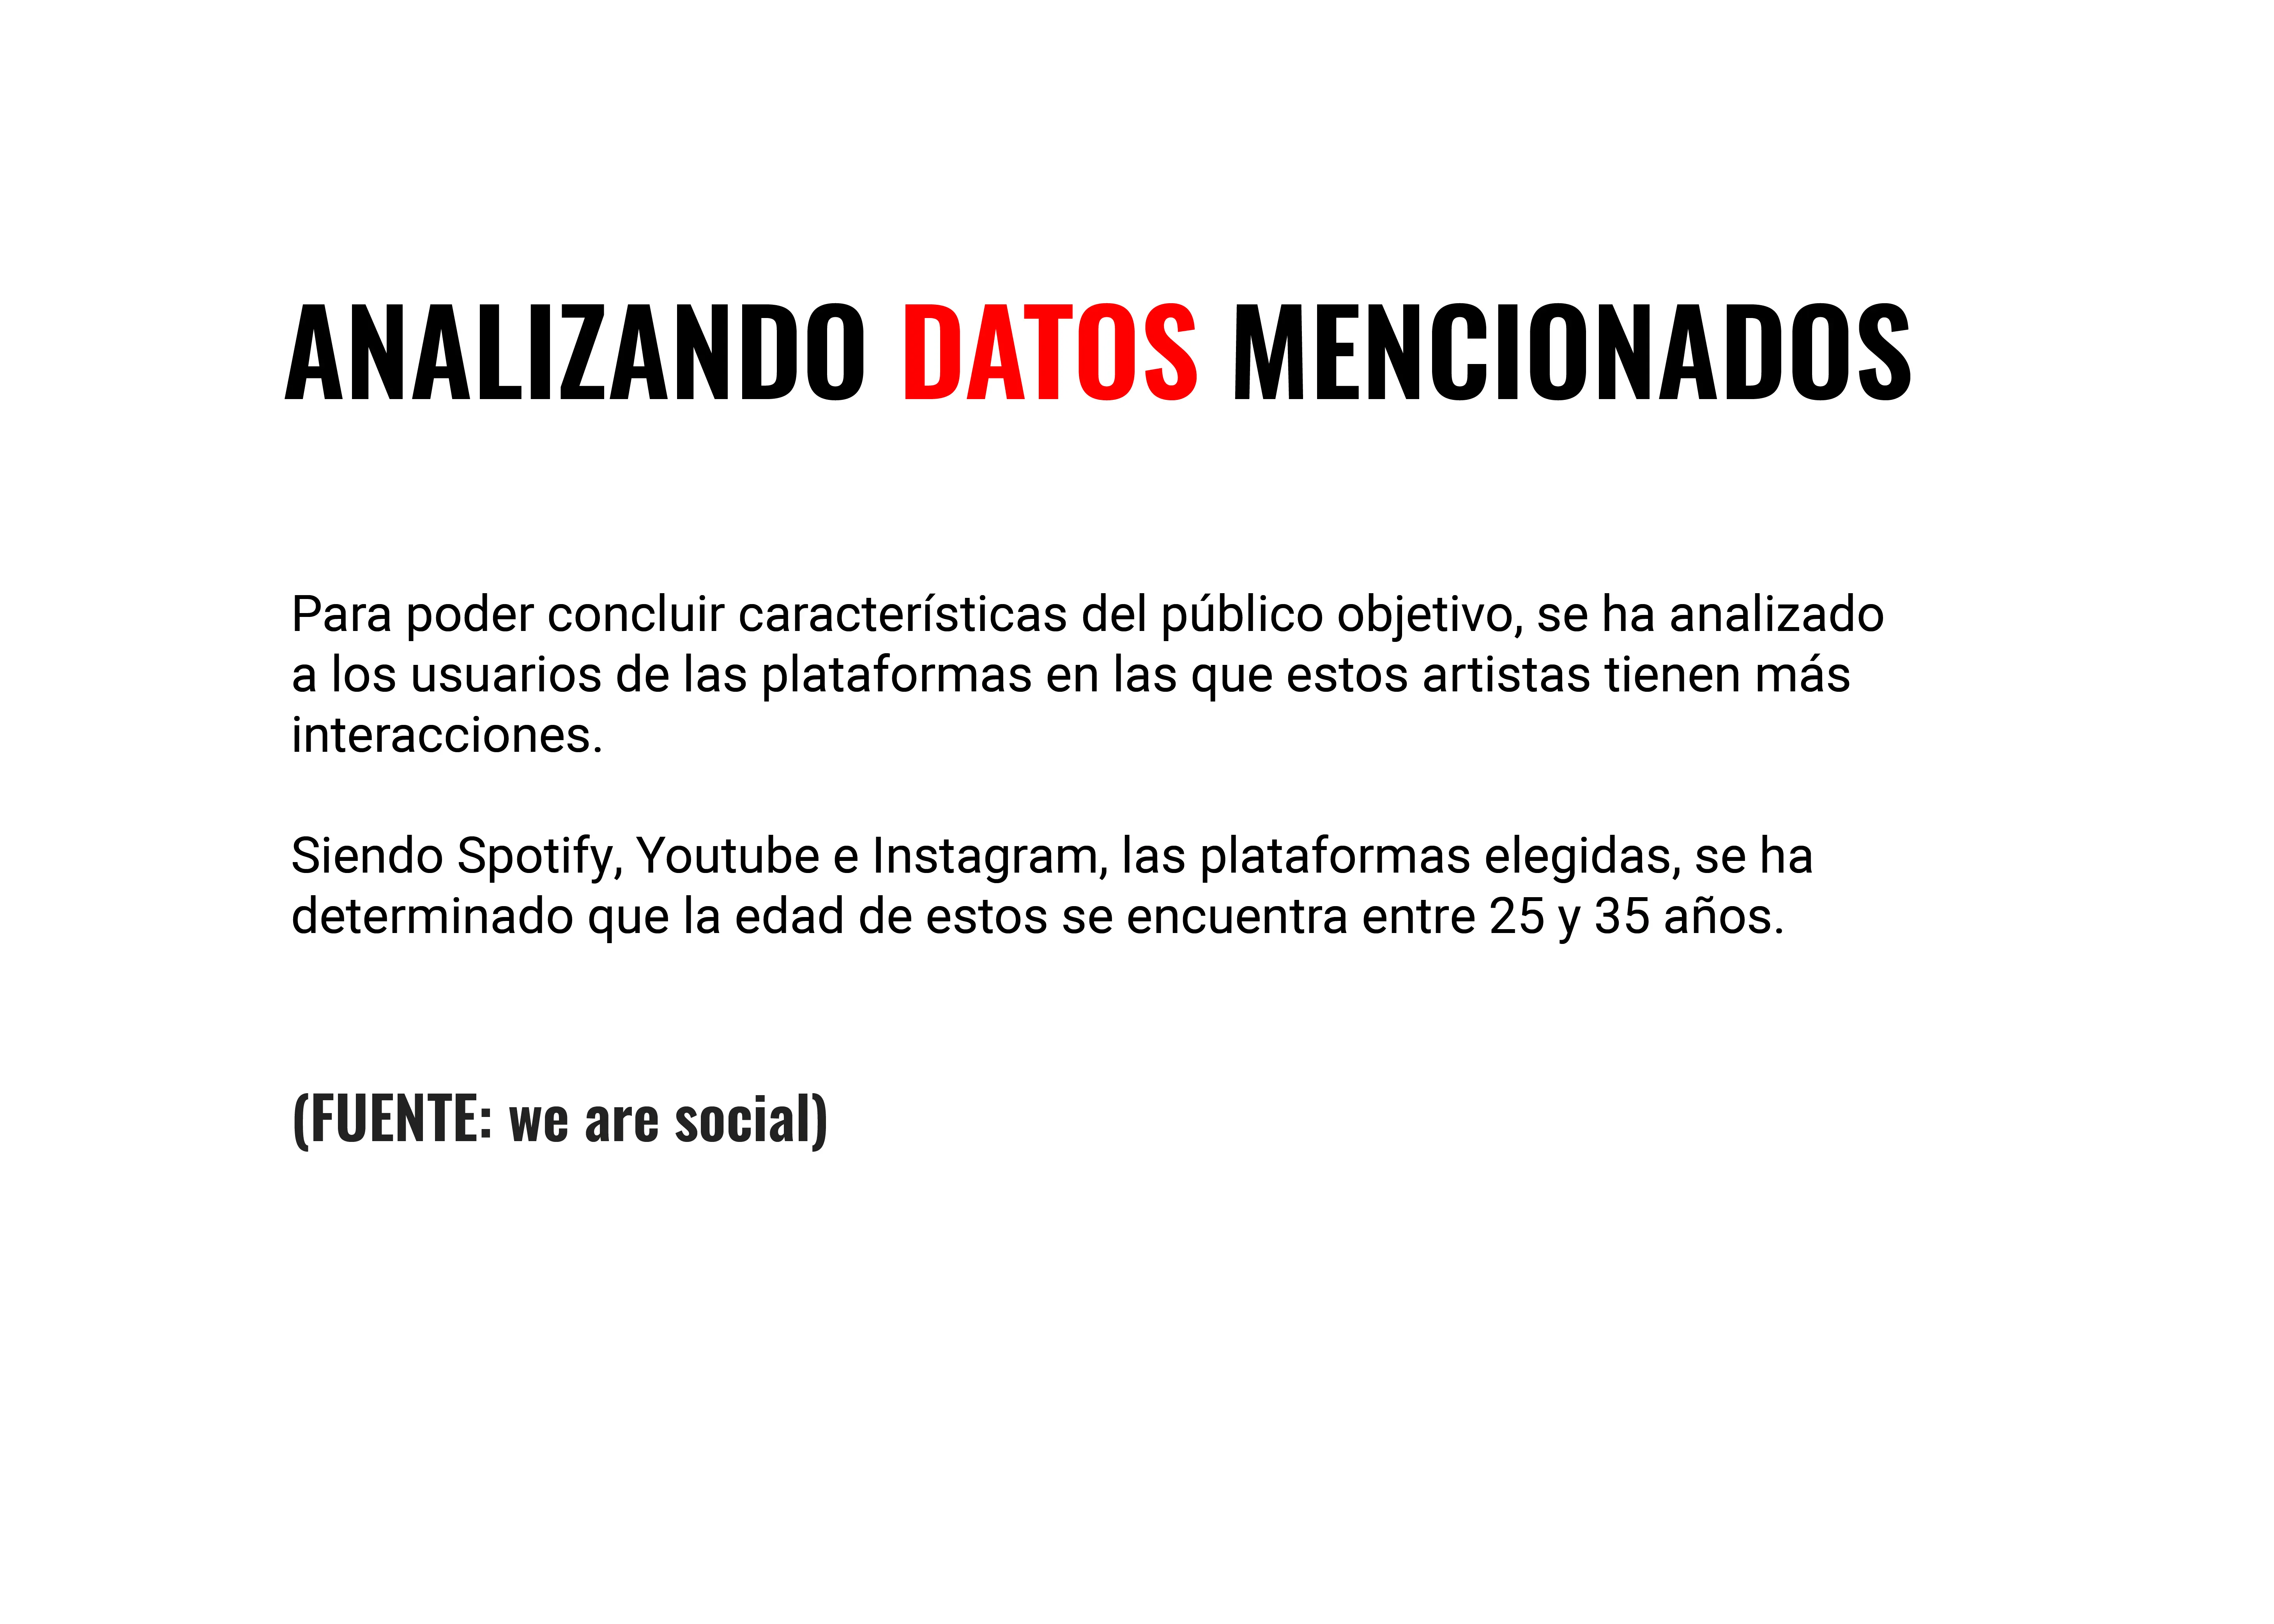 ANALIZANDO DATOS MENCIONADOS
Para poder concluir características del público objetivo, se ha analizado
a los usuarios de las plataformas en las que estos artistas tienen más
interacciones.
Siendo Spotify, Youtube e Instagram, las plataformas elegidas, se ha
determinado que la edad de estos se encuentra entre 25 y 35 años.
(FUENTE: we are social)